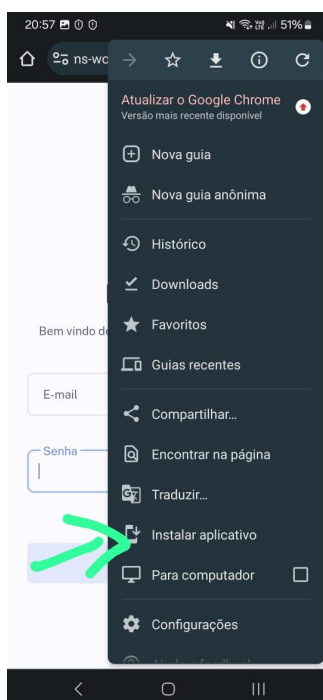 20:57
51%
ns-wo
Atualizar o Google Chrome
Versão mais recente disponível
Nova guia
Nova guia anônima
Histórico
Downloads
Favoritos
Bem vindo de
Guias recentes
E-mail
Compartilhar...
Senha
Encontrar na página
Traduzir...
Instalar aplicativo
Para computador
Configurações